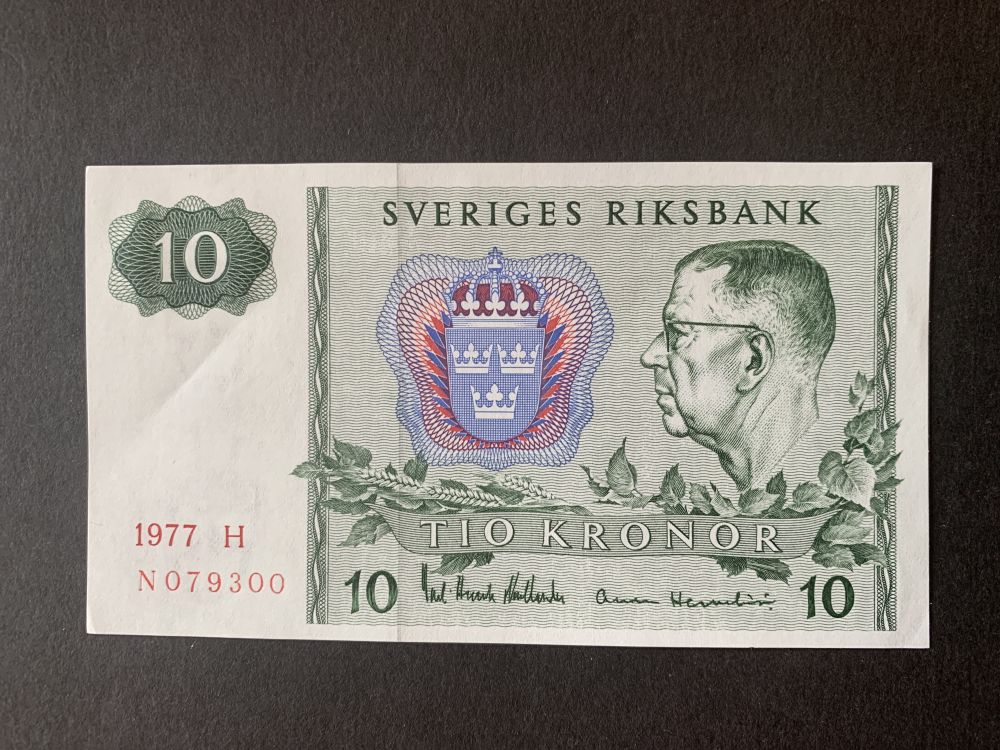 SVERIGES RIKSBANK
10
TIO KRONOR
1977 H
N079300
10
10